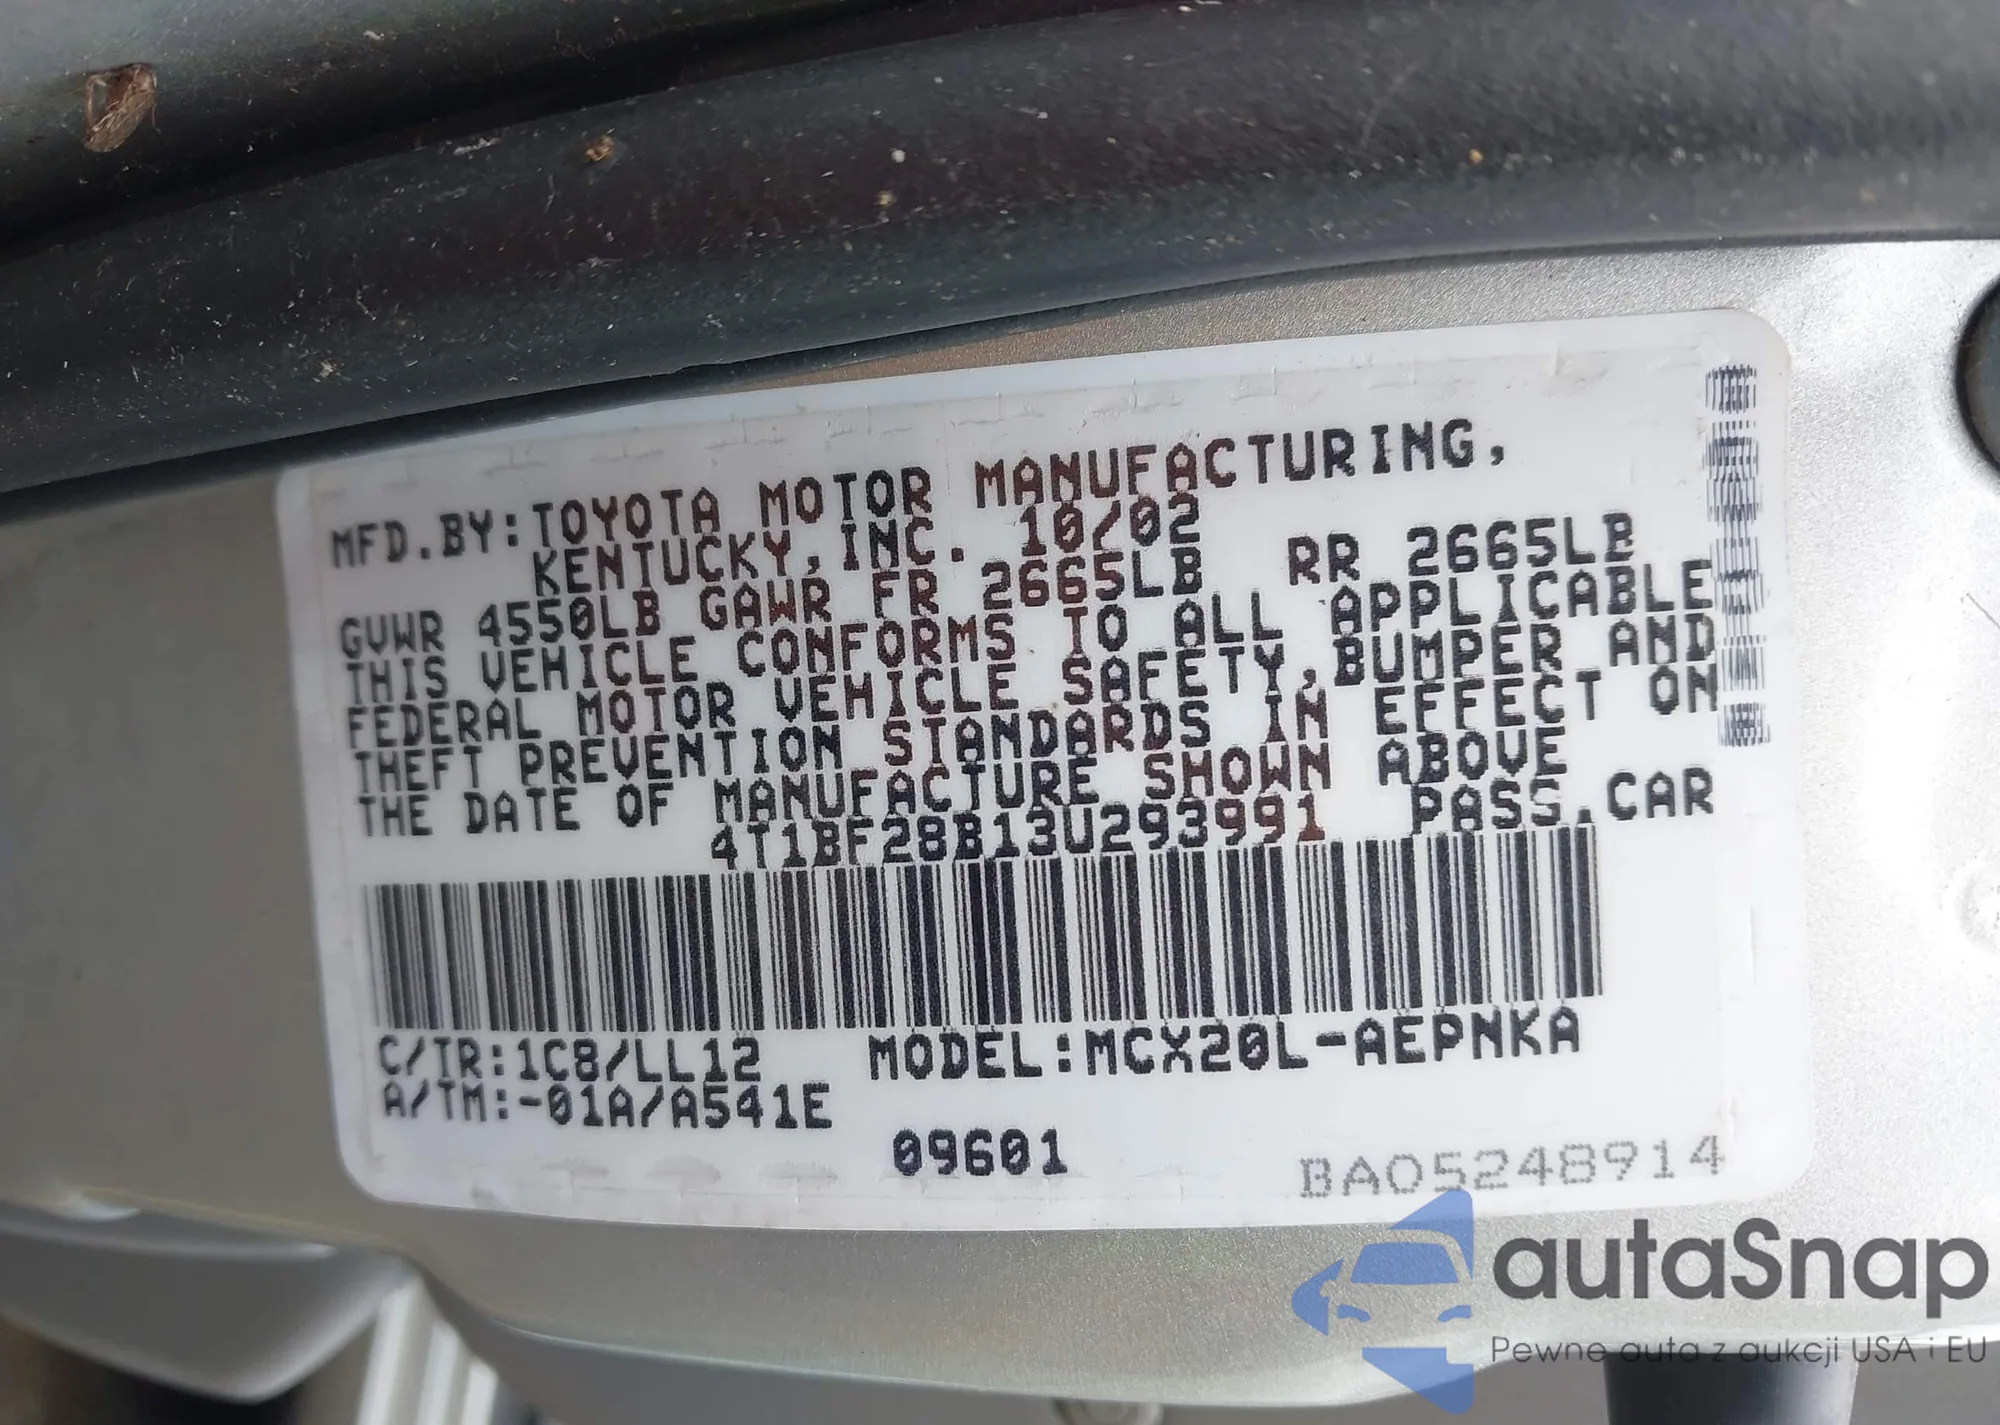 MFD.BY:TOYOTA MOTOR MANUFACTURING,
KENTUCKY,INC. 10/02
GVWR 4550LB GAWR FR 2665LB RR 2665LB
THIS VEHICLE CONFORMS TO ALL APPLICABLE
FEDERAL MOTOR VEHICLE SAFETY,BUMPER AND
THEFT PREVENTION STANDARDS IN EFFECT ON
THE DATE OF MANUFACTURE SHOWN ABOVE
4T1BF28B13U293991 PASS.CAR
C/TR:1C8/LL12 MODEL:MCX20L-AEPNKA
A/TM:-01A/A541E
09601
BA05248914
autaSnap
Pewne auta z aukcji USA i EU